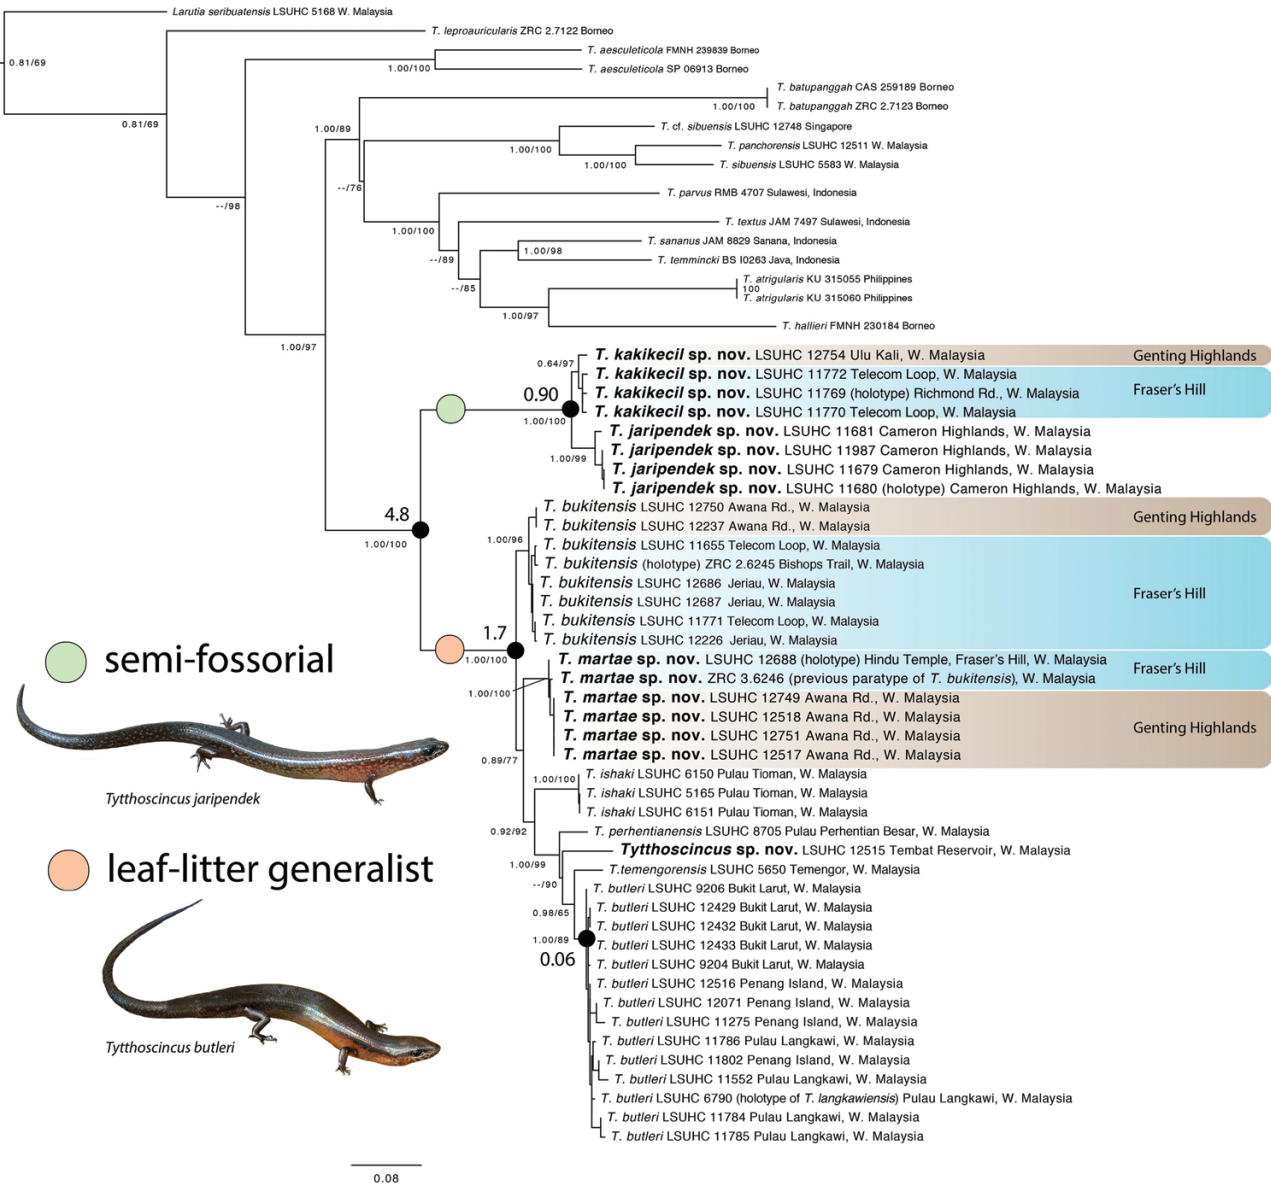 Larutia seribuatensis LSUHC 5168 W. Malaysia
T. leproauricularis ZRC 2.7122 Borneo
T. aesculeticola FMNH 239839 Borneo
0.81/69
1.00/100
T. aesculeticola SP 06913 Borneo
T. batupanggah CAS 259189 Borneo
1.00/100
T. batupanggah ZRC 2.7123 Borneo
0.81/69
1.00/89
T. cf. sibuensis LSUHC 12748 Singapore
1.00/100
T. panchorensis LSUHC 12511 W. Malaysia
1.00/100
T. sibuensis LSUHC 5583 W. Malaysia
--/76
T. parvus RMB 4707 Sulawesi, Indonesia
--/98
1.00/100
T. textus JAM 7497 Sulawesi, Indonesia
T. sananus JAM 8829 Sanana, Indonesia
1.00/98
--/89
T. temmincki BS I0263 Java, Indonesia
T. atrigularis KU 315055 Philippines
--/85
100
T. atrigularis KU 315060 Philippines
1.00/97
T. hallieri FMNH 230184 Borneo
1.00/97
T. kakikecil sp. nov. LSUHC 12754 Ulu Kali, W. Malaysia
Genting Highlands
0.64/97
T. kakikecil sp. nov. LSUHC 11772 Telecom Loop, W. Malaysia
0.90
T. kakikecil sp. nov. LSUHC 11769 (holotype) Richmond Rd., W. Malaysia
Fraser's Hill
T. kakikecil sp. nov. LSUHC 11770 Telecom Loop, W. Malaysia
1.00/100
T. jaripendek sp. nov. LSUHC 11681 Cameron Highlands, W. Malaysia
T. jaripendek sp. nov. LSUHC 11987 Cameron Highlands, W. Malaysia
1.00/99
T. jaripendek sp. nov. LSUHC 11679 Cameron Highlands, W. Malaysia
T. jaripendek sp. nov. LSUHC 11680 (holotype) Cameron Highlands, W. Malaysia
4.8
1.00/100
T. bukitensis LSUHC 12750 Awana Rd., W. Malaysia
Genting Highlands
T. bukitensis LSUHC 12237 Awana Rd., W. Malaysia
1.00/96
T. bukitensis LSUHC 11655 Telecom Loop, W. Malaysia
T. bukitensis (holotype) ZRC 2.6245 Bishops Trail, W. Malaysia
T. bukitensis LSUHC 12686 Jeriau, W. Malaysia
Fraser's Hill
T. bukitensis LSUHC 12687 Jeriau, W. Malaysia
T. bukitensis LSUHC 11771 Telecom Loop, W. Malaysia
T. bukitensis LSUHC 12226 Jeriau, W. Malaysia
1.7
1.00/100
T. martae sp. nov. LSUHC 12688 (holotype) Hindu Temple, Fraser's Hill, W. Malaysia
Fraser's Hill
T. martae sp. nov. ZRC 3.6246 (previous paratype of T. bukitensis), W. Malaysia
1.00/100
T. martae sp. nov. LSUHC 12749 Awana Rd., W. Malaysia
T. martae sp. nov. LSUHC 12518 Awana Rd., W. Malaysia
Genting Highlands
T. martae sp. nov. LSUHC 12751 Awana Rd., W. Malaysia
T. martae sp. nov. LSUHC 12517 Awana Rd., W. Malaysia
0.89/77
T. ishaki LSUHC 6150 Pulau Tioman, W. Malaysia
1.00/100
T. ishaki LSUHC 5165 Pulau Tioman, W. Malaysia
T. ishaki LSUHC 6151 Pulau Tioman, W. Malaysia
0.92/92
T. perhentianensis LSUHC 8705 Pulau Perhentian Besar, W. Malaysia
Tytthoscincus sp. nov. LSUHC 12515 Tembat Reservoir, W. Malaysia
1.00/99
T.temengorensis LSUHC 5650 Temengor, W. Malaysia
--/90
T. butleri LSUHC 9206 Bukit Larut, W. Malaysia
T. butleri LSUHC 12429 Bukit Larut, W. Malaysia
0.98/65
T. butleri LSUHC 12432 Bukit Larut, W. Malaysia
1.00/89
T. butleri LSUHC 12433 Bukit Larut, W. Malaysia
0.06
T. butleri LSUHC 9204 Bukit Larut, W. Malaysia
T. butleri LSUHC 12516 Penang Island, W. Malaysia
T. butleri LSUHC 12071 Penang Island, W. Malaysia
T. butleri LSUHC 11275 Penang Island, W. Malaysia
T. butleri LSUHC 11786 Pulau Langkawi, W. Malaysia
T. butleri LSUHC 11802 Penang Island, W. Malaysia
T. butleri LSUHC 11552 Pulau Langkawi, W. Malaysia
T. butleri LSUHC 6790 (holotype of T. langkawiensis) Pulau Langkawi, W. Malaysia
T. butleri LSUHC 11784 Pulau Langkawi, W. Malaysia
T. butleri LSUHC 11785 Pulau Langkawi, W. Malaysia
semi-fossorial
Tytthoscincus jaripendek
leaf-litter generalist
Tytthoscincus butleri
0.08